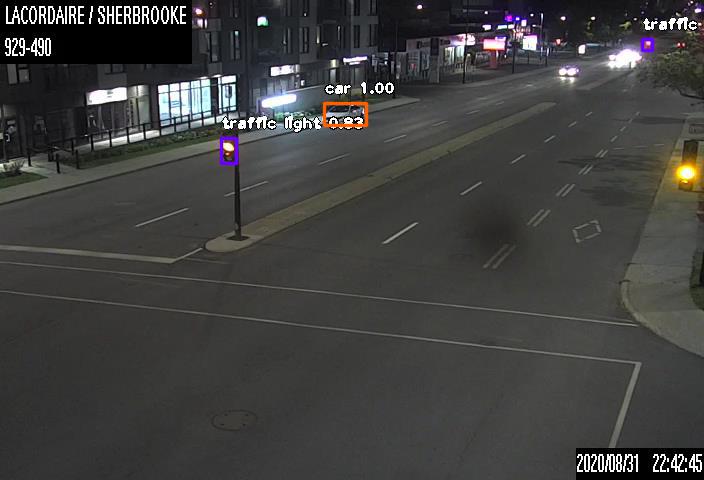 LACORDAIRE / SHERBROOKE
929-490
traffic
car 1.00
traffic light 0.83
2020/08/31 22:42:45